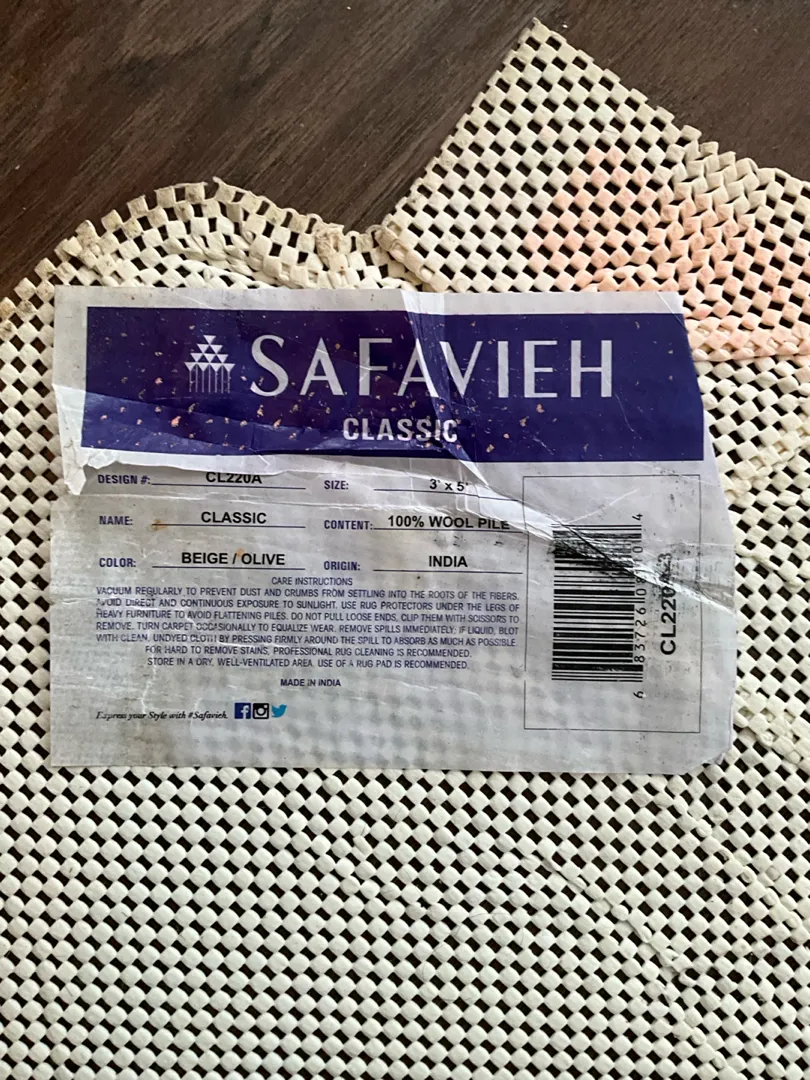 SAFAVIEH
CLASSIC
DESIGN #: CL220A SIZE: 3' x 5'
NAME: CLASSIC CONTENT: 100% WOOL PILE
COLOR: BEIGE / OLIVE ORIGIN: INDIA
CARE INSTRUCTIONS
VACUUM REGULARLY TO PREVENT DUST AND CRUMBS FROM SETTLING INTO THE ROOTS OF THE FIBERS.
AVOID DIRECT AND CONTINUOUS EXPOSURE TO SUNLIGHT. USE RUG PROTECTORS UNDER THE LEGS OF
HEAVY FURNITURE TO AVOID FLATTENING PILES. DO NOT PULL LOOSE ENDS, CLIP THEM WITH SCISSORS TO
REMOVE. TURN CARPET OCCASIONALLY TO EQUALIZE WEAR. REMOVE SPILLS IMMEDIATELY; IF LIQUID, BLOT
WITH CLEAN, UNDYED CLOTH BY PRESSING FIRMLY AROUND THE SPILL TO ABSORB AS MUCH AS POSSIBLE.
FOR HARD TO REMOVE STAINS, PROFESSIONAL RUG CLEANING IS RECOMMENDED.
STORE IN A DRY, WELL-VENTILATED AREA. USE OF A RUG PAD IS RECOMMENDED.
MADE IN INDIA
Express your Style with #Safavieh